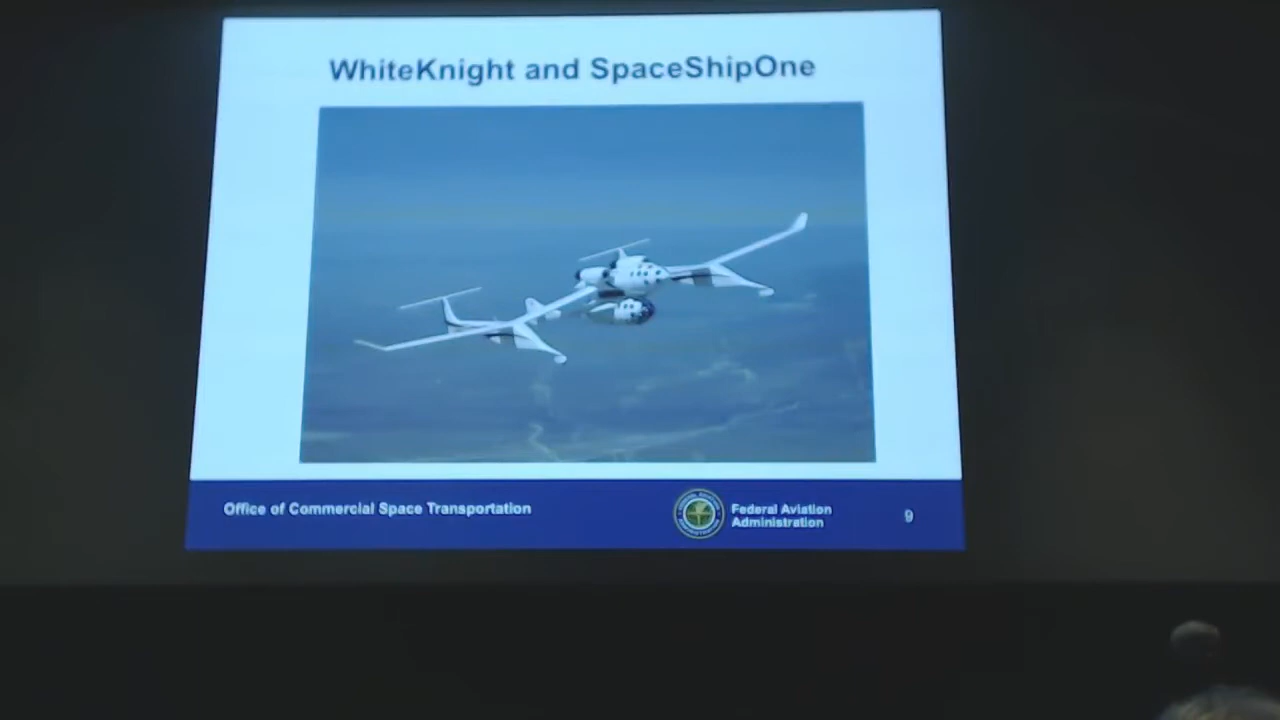 WhiteKnight and SpaceShipOne
Office of Commercial Space Transportation
Federal Aviation
Administration
9